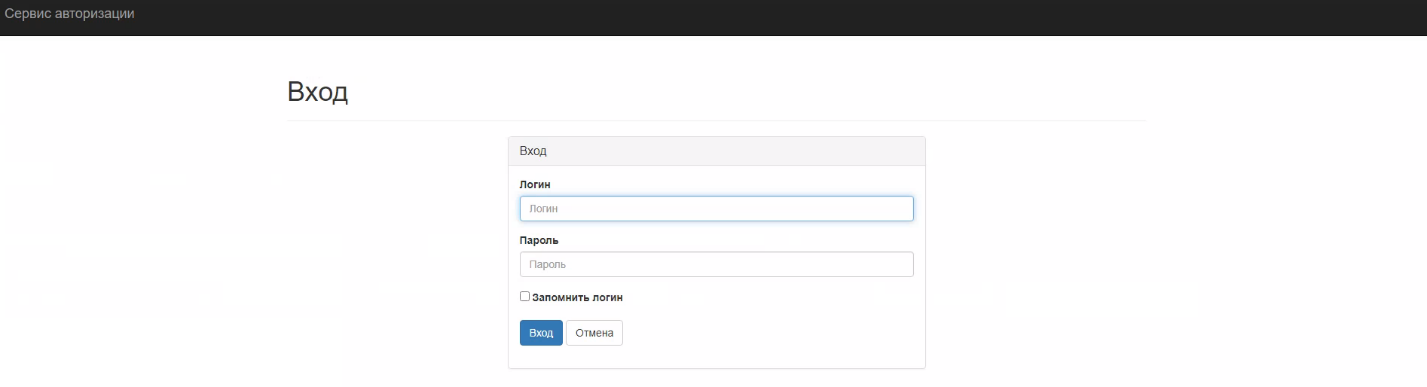 Сервис авторизации
Вход
Вход
Логин
Логин
Пароль
Пароль
Запомнить логин
Вход Отмена